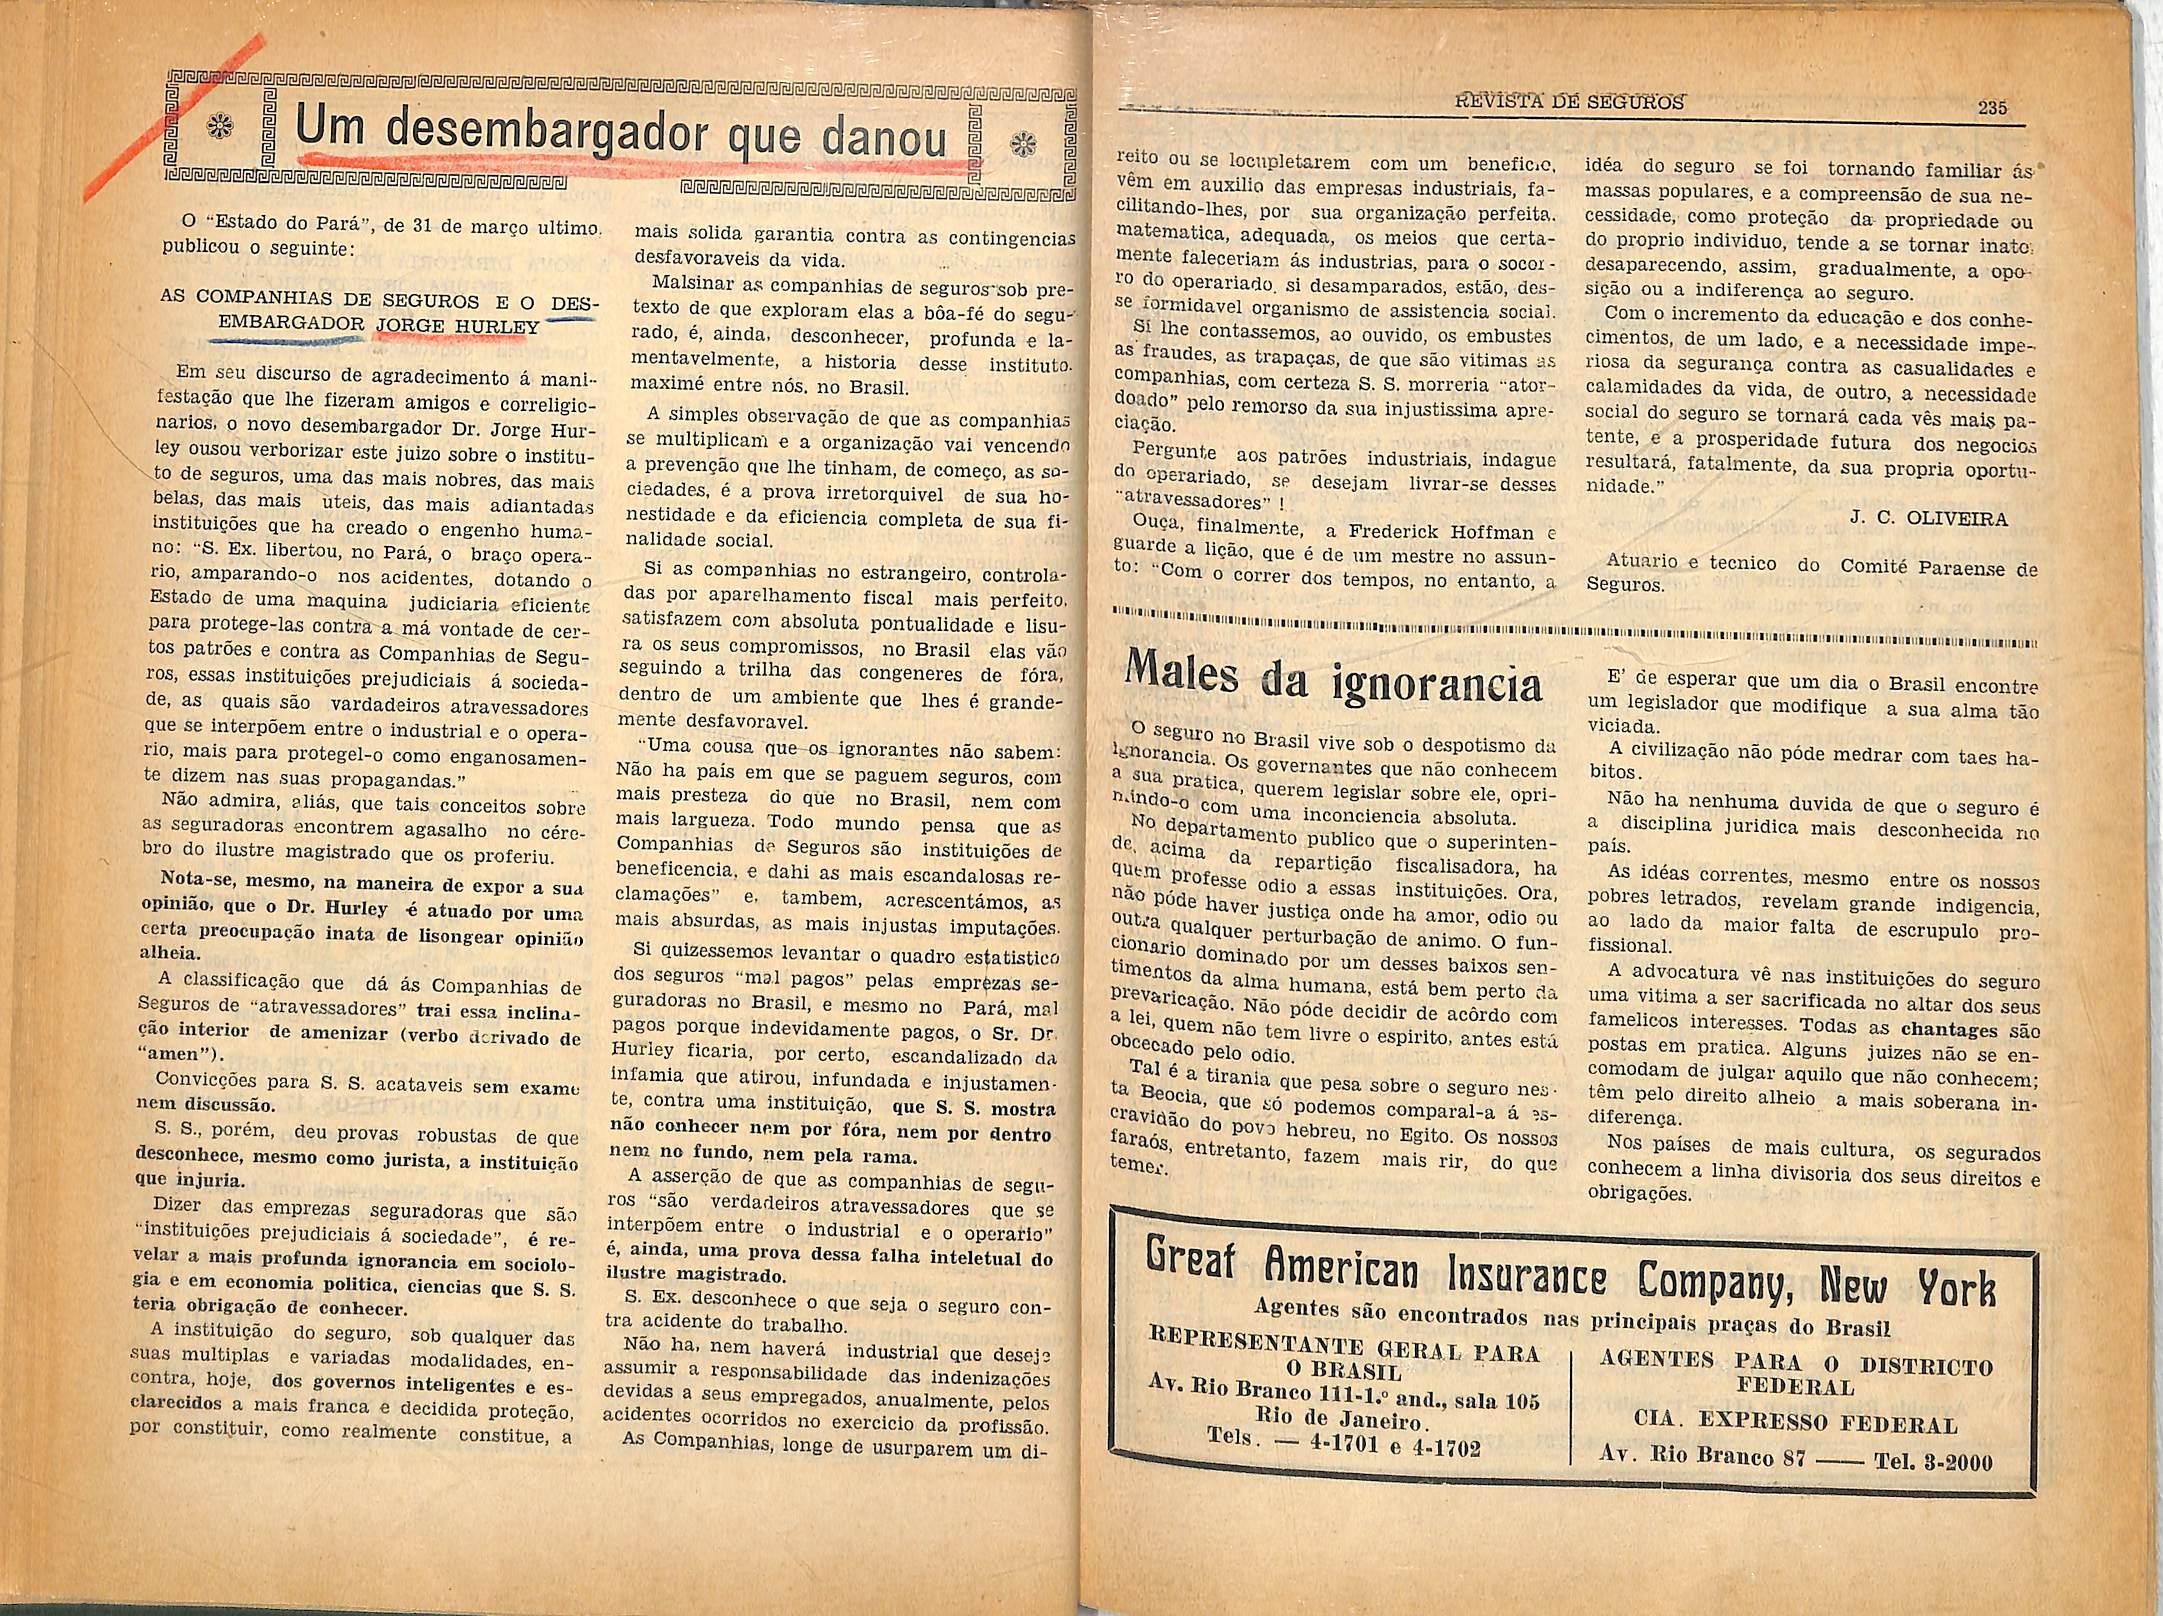 Um desembargador que danou
O "Estado do Pará", de 31 de março ultimo.
publicou o seguinte:
AS COMPANHIAS DE SEGUROS E O DES-
EMBARGADOR JORGE HURLEY
Em seu discurso de agradecimento á mani-
festação que lhe fizeram amigos e correligio-
narios, o novo desembargador Dr. Jorge Hur-
ley ousou verborizar este juizo sobre o institu-
to de seguros, uma das mais nobres, das mais
belas, das mais uteis, das mais adiantadas
instituições que ha creado o engenho huma-
no: "S. Ex. libertou, no Pará, o braço opera-
rio, amparando-o nos acidentes, dotando o
Estado de uma maquina judiciaria eficiente
para protege-las contra a má vontade de cer-
tos patrões e contra as Companhias de Segu-
ros, essas instituições prejudiciais á socieda-
de, as quais são vardadeiros atravessadores
que se interpõem entre o industrial e o opera-
rio, mais para protegel-o como enganosamen-
te dizem nas suas propagandas."
Não admira, aliás, que tais conceitos sobre
as seguradoras encontrem agasalho no cére-
bro do ilustre magistrado que os proferiu.
Nota-se, mesmo, na maneira de expor a sua
opinião, que o Dr. Hurley é atuado por uma
certa preocupação inata de lisongear opinião
alheia.
A classificação que dá ás Companhias de
Seguros de "atravessadores" trai essa inclina-
ção interior de amenizar (verbo derivado de
"amen").
Convicções para S. S. acataveis sem exame
nem discussão.
S. S., porém, deu provas robustas de que
desconhece, mesmo como jurista, a instituição
que injuria.
Dizer das emprezas seguradoras que são
"instituições prejudiciais á sociedade", é re-
velar a mais profunda ignorancia em sociolo-
gia e em economia politica, ciencias que S. S.
teria obrigação de conhecer.
A instituição do seguro, sob qualquer das
suas multiplas e variadas modalidades, en-
contra, hoje, dos governos inteligentes e es-
clarecidos a mais franca e decidida proteção,
por constituir, como realmente constitue, a
mais solida garantia contra as contingencias
desfavoraveis da vida.
Malsinar as companhias de seguros sob pre-
texto de que exploram elas a bôa-fé do segu-
rado, é, ainda, desconhecer, profunda e la-
mentavelmente, a historia desse instituto.
maximé entre nós, no Brasil.
A simples observação de que as companhias
se multiplicam e a organização vai vencendo
a prevenção que lhe tinham, de começo, as so-
ciedades, é a prova irretorquivel de sua ho-
nestidade e da eficiencia completa de sua fi-
nalidade social.
Si as companhias no estrangeiro, controla-
das por aparelhamento fiscal mais perfeito,
satisfazem com absoluta pontualidade e lisu-
ra os seus compromissos, no Brasil elas vão
seguindo a trilha das congeneres de fóra,
dentro de um ambiente que lhes é grande-
mente desfavoravel.
"Uma cousa que os ignorantes não sabem:
Não ha país em que se paguem seguros, com
mais presteza do que no Brasil, nem com
mais largueza. Todo mundo pensa que as
Companhias de Seguros são instituições de
beneficencia, e dahi as mais escandalosas re-
clamações" e, tambem, acrescentámos, as
mais absurdas, as mais injustas imputações.
Si quizessemos levantar o quadro estatistico
dos seguros "mal pagos" pelas emprezas se-
guradoras no Brasil, e mesmo no Pará, mal
pagos porque indevidamente pagos, o Sr. Dr.
Hurley ficaria, por certo, escandalizado da
infamia que atirou, infundada e injustamen-
te, contra uma instituição, que S. S. mostra
não conhecer nem por fóra, nem por dentro
nem no fundo, nem pela rama.
A asserção de que as companhias de segu-
ros "são verdadeiros atravessadores que se
interpõem entre o industrial e o operario"
é, ainda, uma prova dessa falha inteletual do
ilustre magistrado.
S. Ex. desconhece o que seja o seguro con-
tra acidente do trabalho.
Não ha, nem haverá industrial que deseje
assumir a responsabilidade das indenizações
devidas a seus empregados, anualmente, pelos
acidentes ocorridos no exercicio da profissão.
As Companhias, longe de usurparem um di-
REVISTA DE SEGUROS 235
reito ou se locupletarem com um beneficio,
vêm em auxilio das empresas industriais, fa-
cilitando-lhes, por sua organização perfeita.
matematica, adequada, os meios que certa-
mente faleceriam ás industrias, para o socor-
ro do operariado, si desamparados, estão, des-
se formidavel organismo de assistencia social.
Si lhe contassemos, ao ouvido, os embustes
as fraudes, as trapaças, de que são vitimas as
companhias, com certeza S. S. morreria "ator-
doado" pelo remorso da sua injustissima apre-
ciação.
Pergunte aos patrões industriais, indague
do operariado, se desejam livrar-se desses
"atravessadores" !
Ouça, finalmente, a Frederick Hoffman e
guarde a lição, que é de um mestre no assun-
to: "Com o correr dos tempos, no entanto, a
idéa do seguro se foi tornando familiar ás
massas populares, e a compreensão de sua ne-
cessidade, como proteção da propriedade ou
do proprio individuo, tende a se tornar inato,
desaparecendo, assim, gradualmente, a opo-
sição ou a indiferença ao seguro.
Com o incremento da educação e dos conhe-
cimentos, de um lado, e a necessidade impe-
riosa da segurança contra as casualidades e
calamidades da vida, de outro, a necessidade
social do seguro se tornará cada vês mais pa-
tente, e a prosperidade futura dos negocios
resultará, fatalmente, da sua propria oportu-
nidade."
J. C. OLIVEIRA
Atuario e tecnico do Comité Paraense de
Seguros.
Males da ignorancia
O seguro no Brasil vive sob o despotismo da
ignorancia. Os governantes que não conhecem
a sua pratica, querem legislar sobre ele, opri-
mindo-o com uma inconciencia absoluta.
No departamento publico que o superinten-
de, acima da repartição fiscalisadora, ha
quem professe odio a essas instituições. Ora,
não póde haver justiça onde ha amor, odio ou
outra qualquer perturbação de animo. O fun-
cionario dominado por um desses baixos sen-
timentos da alma humana, está bem perto da
prevaricação. Não póde decidir de acôrdo com
a lei, quem não tem livre o espirito, antes está
obcecado pelo odio.
Tal é a tirania que pesa sobre o seguro nes-
ta Beocia, que só podemos comparal-a á es-
cravidão do povo hebreu, no Egito. Os nossos
faraós, entretanto, fazem mais rir, do que
temer.
E' de esperar que um dia o Brasil encontre
um legislador que modifique a sua alma tão
viciada.
A civilização não póde medrar com taes ha-
bitos.
Não ha nenhuma duvida de que o seguro é
a disciplina juridica mais desconhecida no
país.
As idéas correntes, mesmo entre os nossos
pobres letrados, revelam grande indigencia,
ao lado da maior falta de escrupulo pro-
fissional.
A advocatura vê nas instituições do seguro
uma vitima a ser sacrificada no altar dos seus
famelicos interesses. Todas as chantages são
postas em pratica. Alguns juizes não se en-
comodam de julgar aquilo que não conhecem;
têm pelo direito alheio a mais soberana in-
diferença.
Nos países de mais cultura, os segurados
conhecem a linha divisoria dos seus direitos e
obrigações.
Great American Insurance Company, New York
Agentes são encontrados nas principais praças do Brasil
REPRESENTANTE GERAL PARA
O BRASIL
Av. Rio Branco 111-1.º and., sala 105
Rio de Janeiro.
Tels. — 4-1701 e 4-1702
AGENTES PARA O DISTRICTO
FEDERAL
CIA. EXPRESSO FEDERAL
Av. Rio Branco 87 —— Tel. 3-2000